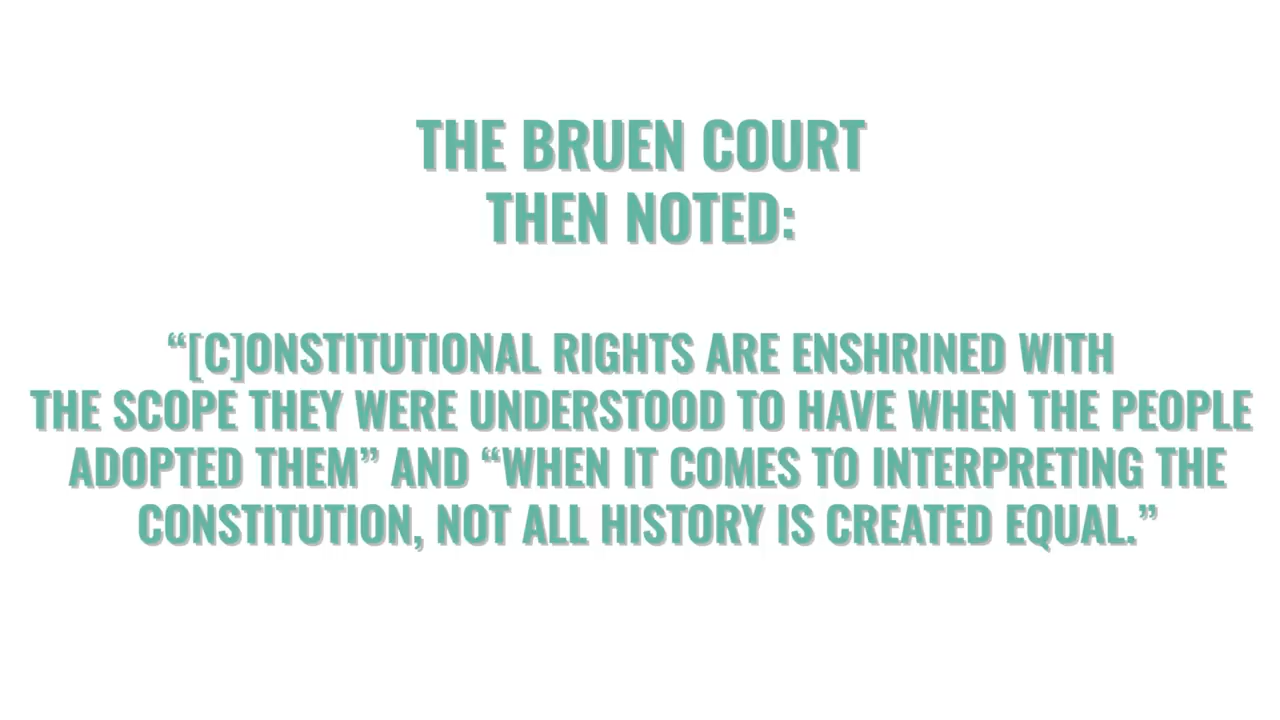 THE BRUEN COURT
THEN NOTED:
“[C]ONSTITUTIONAL RIGHTS ARE ENSHRINED WITH
THE SCOPE THEY WERE UNDERSTOOD TO HAVE WHEN THE PEOPLE
ADOPTED THEM” AND “WHEN IT COMES TO INTERPRETING THE
CONSTITUTION, NOT ALL HISTORY IS CREATED EQUAL.”